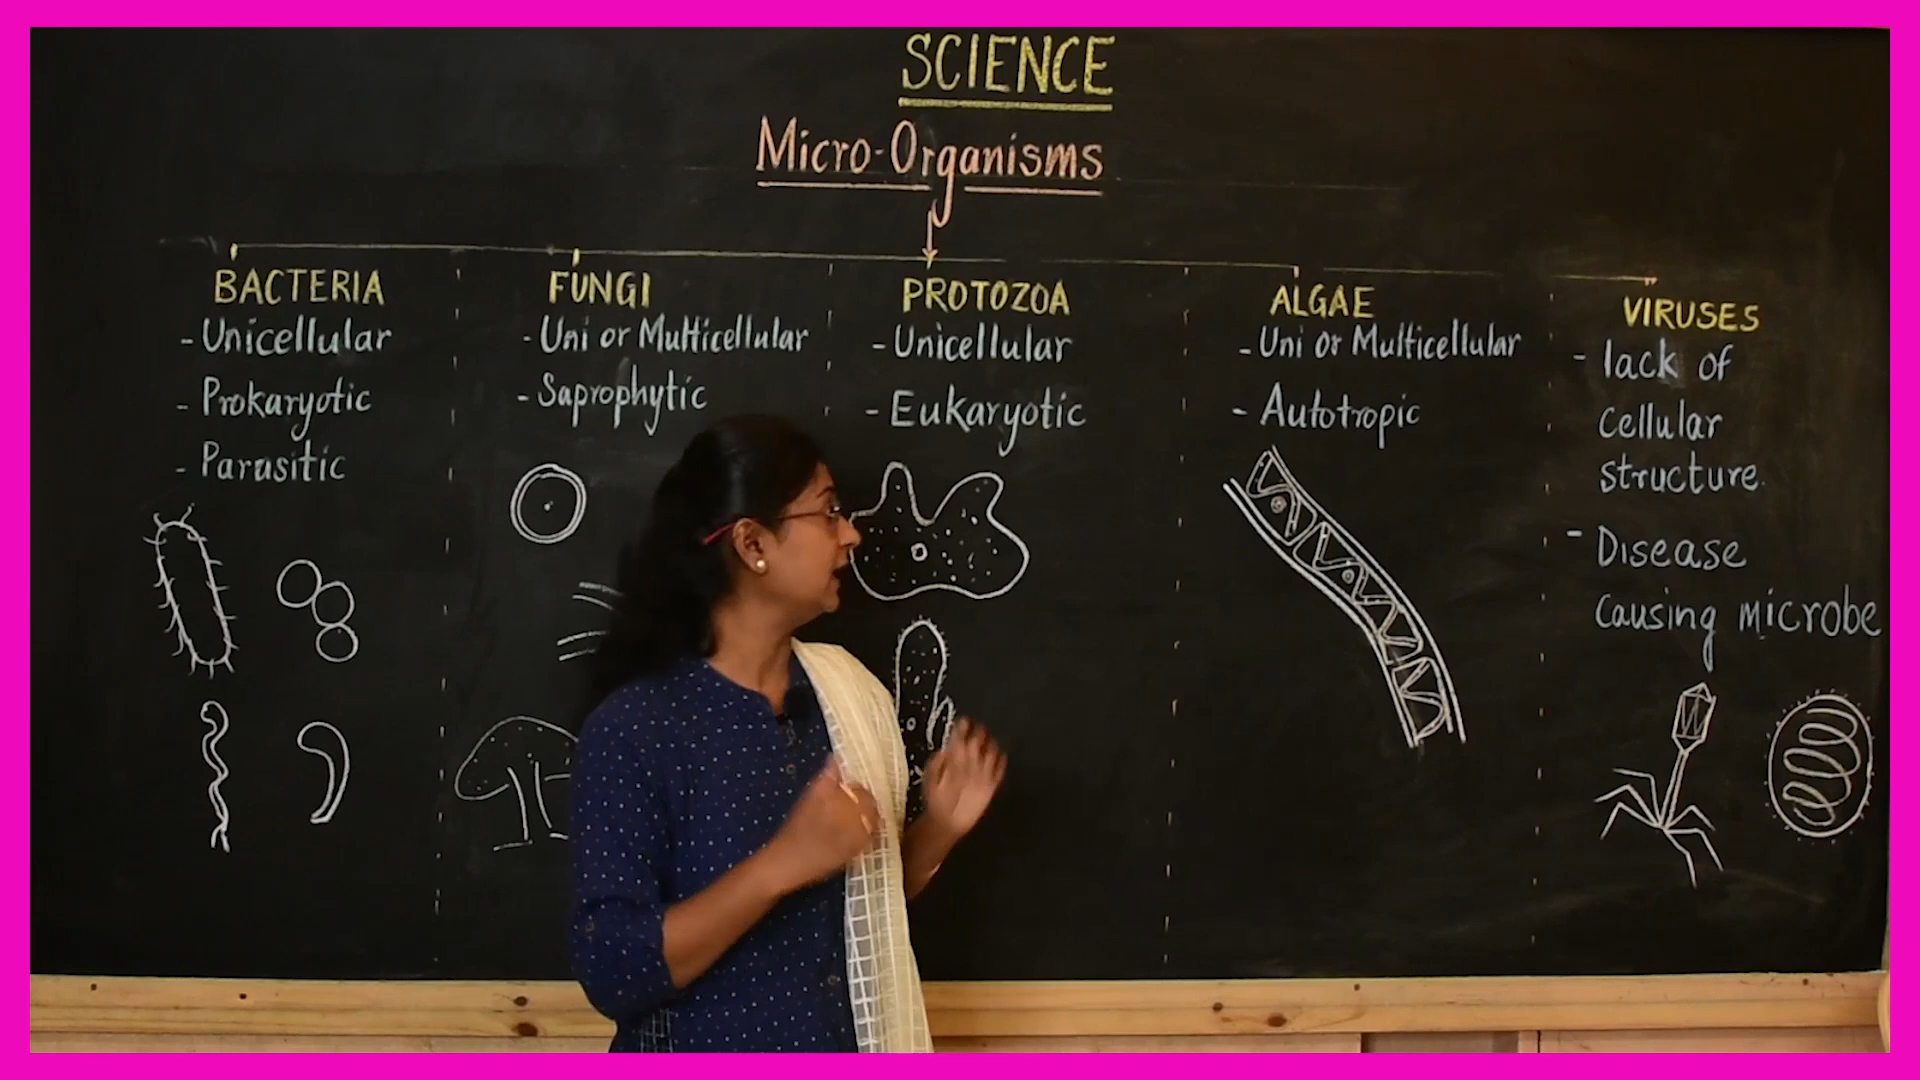 SCIENCE
Micro-Organisms
BACTERIA
- Unicellular
- Prokaryotic
- Parasitic
FUNGI
- Uni or Multicellular
- Saprophytic
PROTOZOA
- Unicellular
- Eukaryotic
ALGAE
- Uni or Multicellular
- Autotropic
VIRUSES
- lack of
cellular
structure.
- Disease
causing microbe